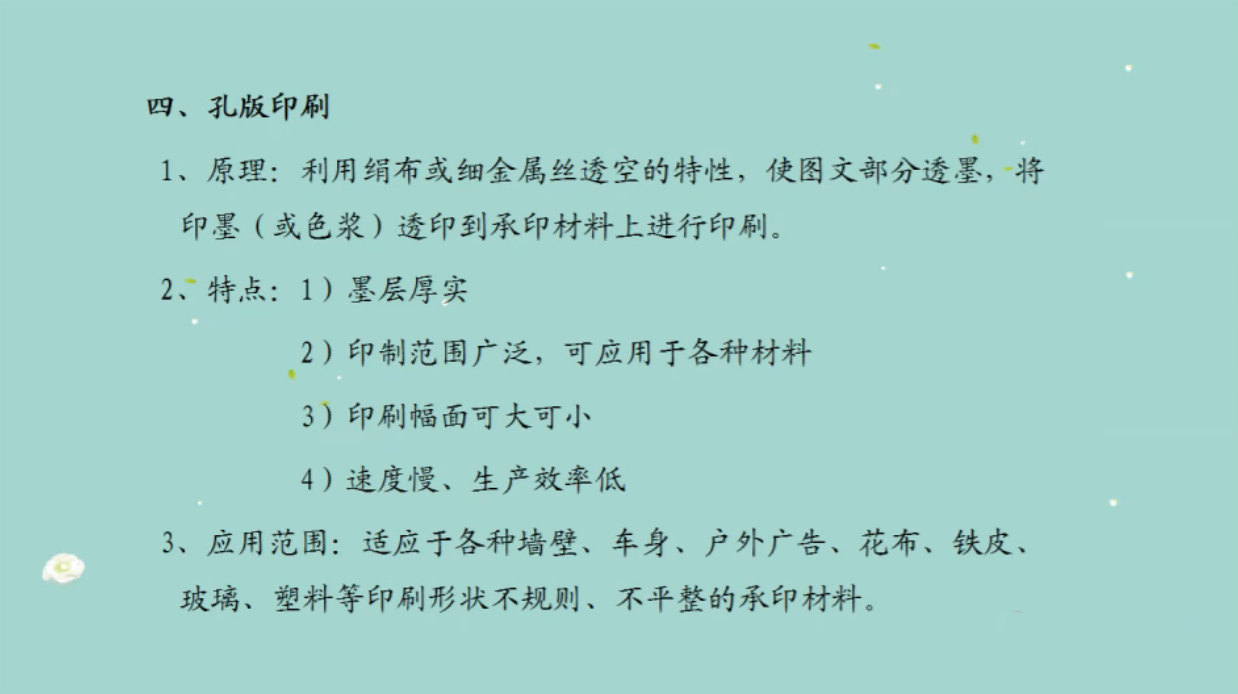 四、孔版印刷
1、原理：利用绢布或细金属丝透空的特性，使图文部分透墨，将
印墨（或色浆）透印到承印材料上进行印刷。
2、特点：1）墨层厚实
2）印制范围广泛，可应用于各种材料
3）印刷幅面可大可小
4）速度慢、生产效率低
3、应用范围：适应于各种墙壁、车身、户外广告、花布、铁皮、
玻璃、塑料等印刷形状不规则、不平整的承印材料。